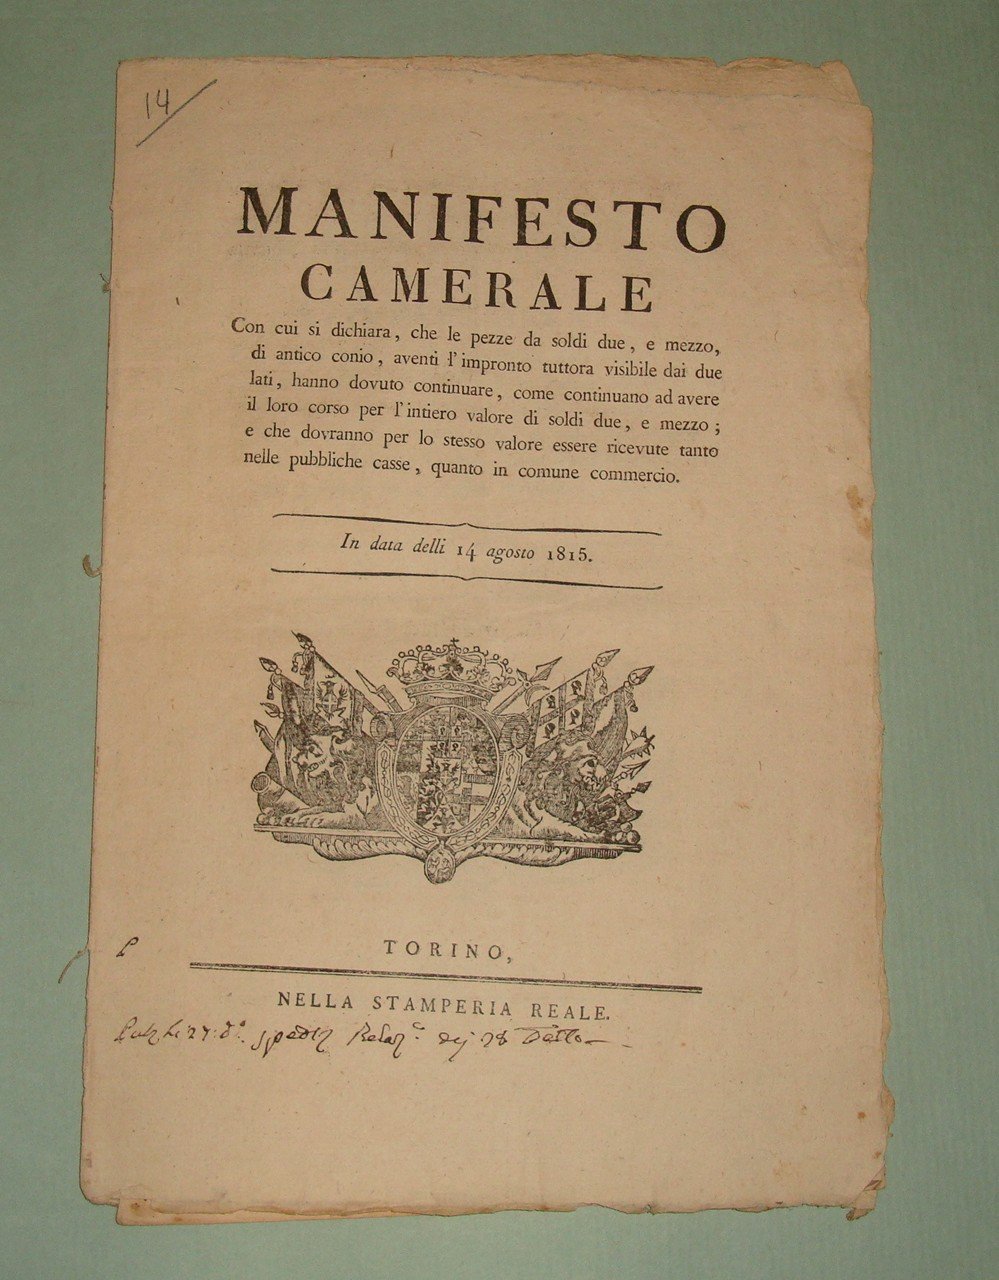 14
MANIFESTO
CAMERALE
Con cui si dichiara, che le pezze da soldi due, e mezzo,
di antico conio, aventi l'impronto tuttora visibile dai due
lati, hanno dovuto continuare, come continuano ad avere
il loro corso per l'intiero valore di soldi due, e mezzo;
e che dovranno per lo stesso valore essere ricevute tanto
nelle pubbliche casse, quanto in comune commercio.
In data delli 14 agosto 1815.
TORINO,
NELLA STAMPERIA REALE.
28 Detto